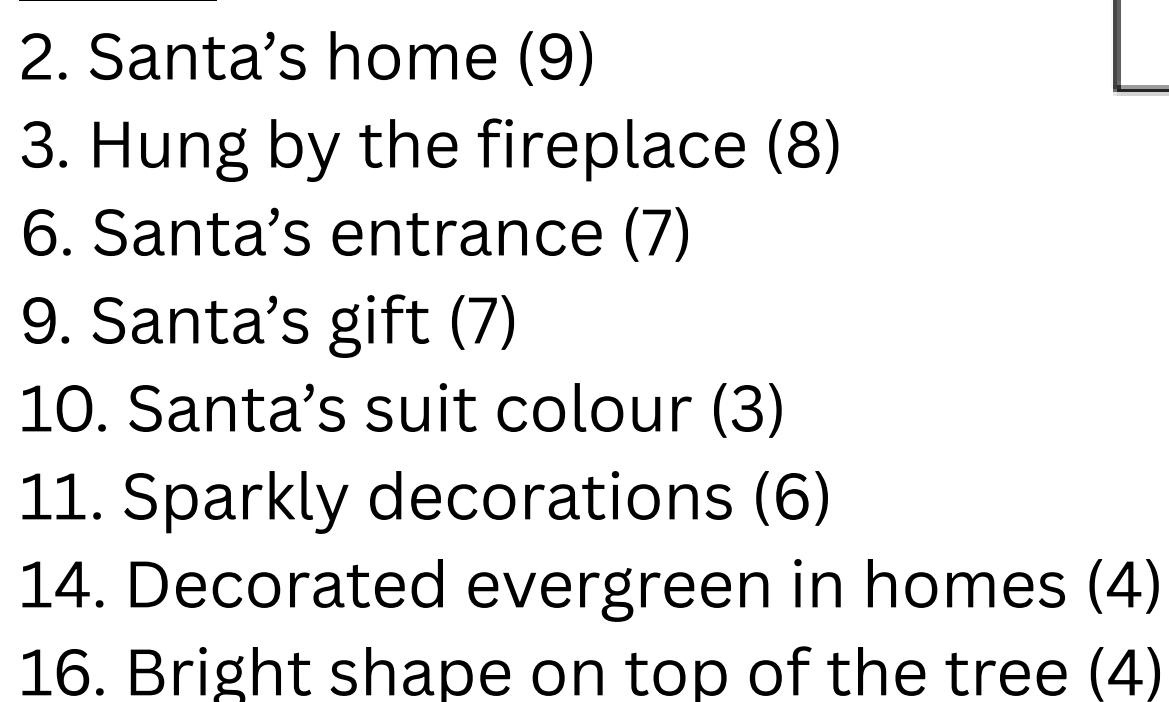 2. Santa’s home (9)
3. Hung by the fireplace (8)
6. Santa’s entrance (7)
9. Santa’s gift (7)
10. Santa’s suit colour (3)
11. Sparkly decorations (6)
14. Decorated evergreen in homes (4)
16. Bright shape on top of the tree (4)